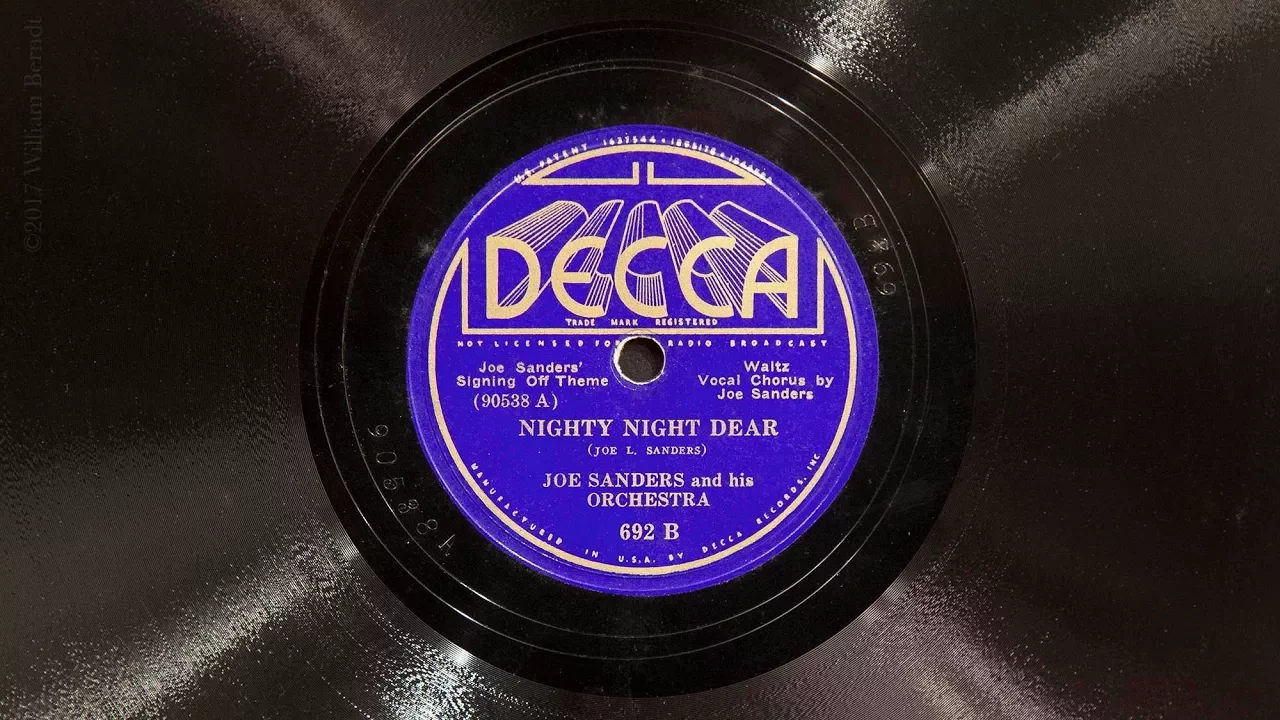 ©2017 William Berndt
U.S. PATENT 1637544 •
DECCA
TRADE MARK REGISTERED
NOT LICENSED FOR RADIO BROADCAST
Joe Sanders'
Signing Off Theme
(90538 A)
Waltz
Vocal Chorus by
Joe Sanders
NIGHTY NIGHT DEAR
(JOE L. SANDERS)
JOE SANDERS and his
ORCHESTRA
692 B
MANUFACTURED IN U.S.A. BY DECCA RECORDS, INC